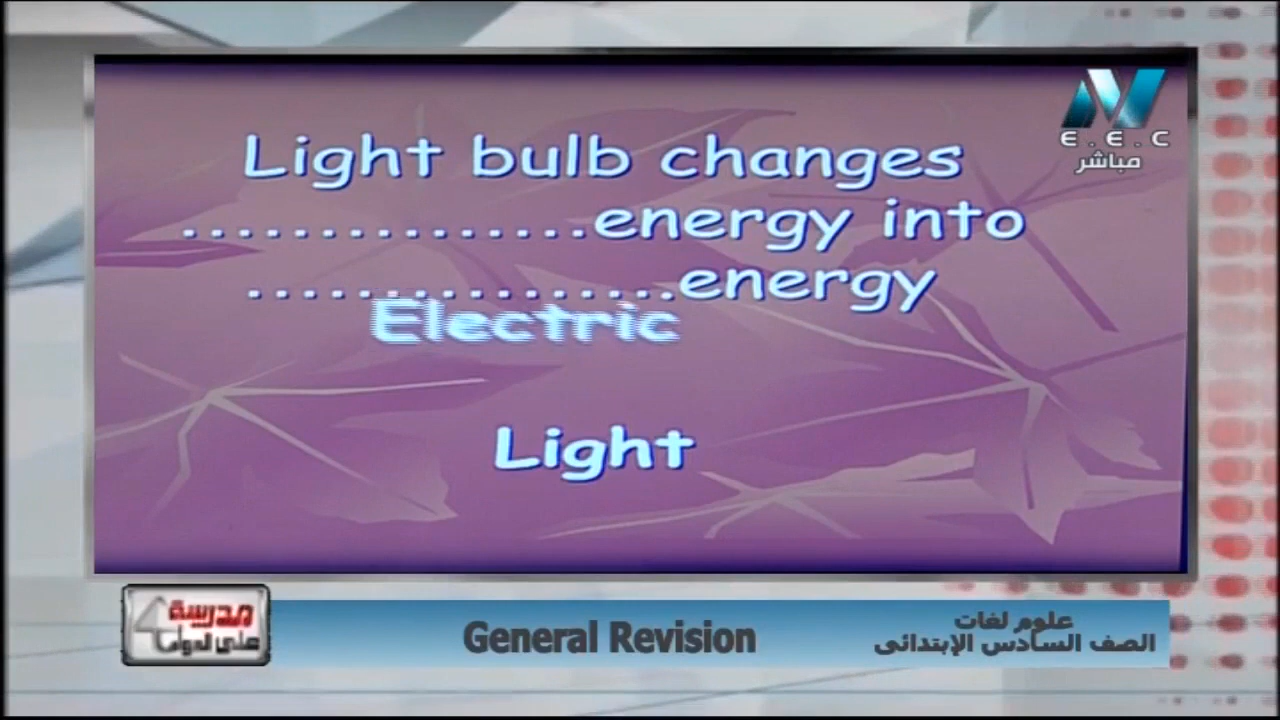 Light bulb changes
...............energy into
................energy
Electric
Light
E . E . C
مباشر
مدرسة
على الهواء
4
General Revision
علوم لغات
الصف السادس الإبتدائى